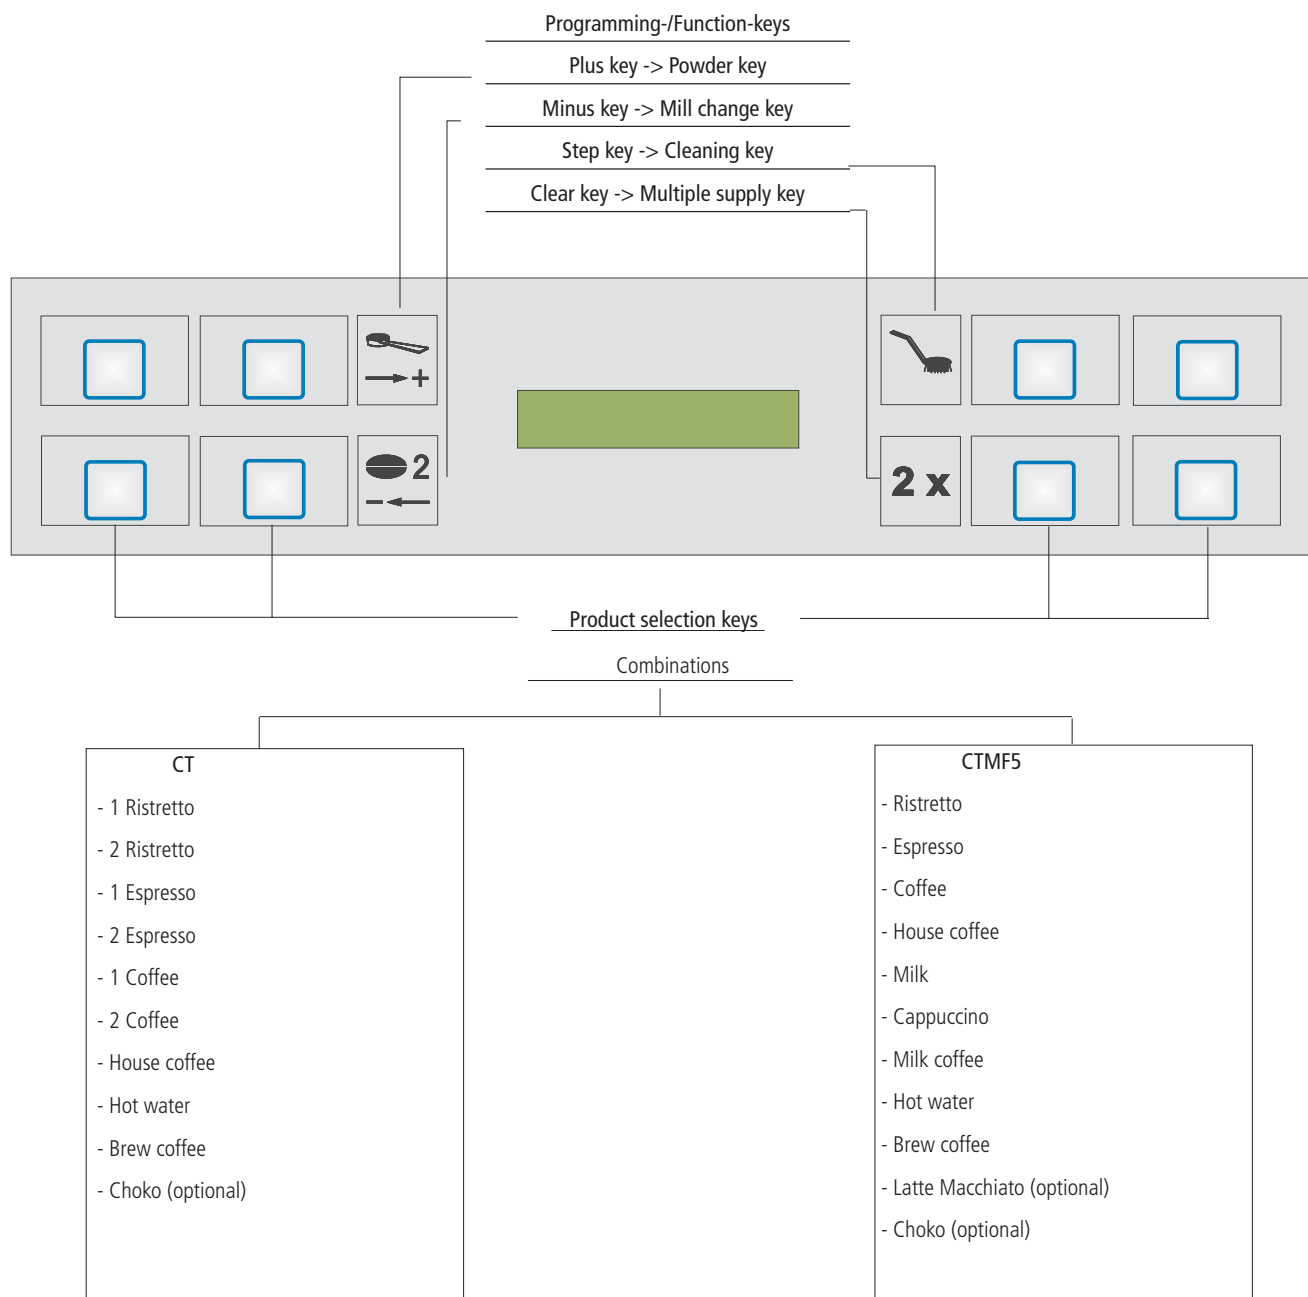 Programming-/Function-keys
Plus key -> Powder key
Minus key -> Mill change key
Step key -> Cleaning key
Clear key -> Multiple supply key
+
2
-
2 x
Product selection keys
Combinations
CT
- 1 Ristretto
- 2 Ristretto
- 1 Espresso
- 2 Espresso
- 1 Coffee
- 2 Coffee
- House coffee
- Hot water
- Brew coffee
- Choko (optional)
CTMF5
- Ristretto
- Espresso
- Coffee
- House coffee
- Milk
- Cappuccino
- Milk coffee
- Hot water
- Brew coffee
- Latte Macchiato (optional)
- Choko (optional)